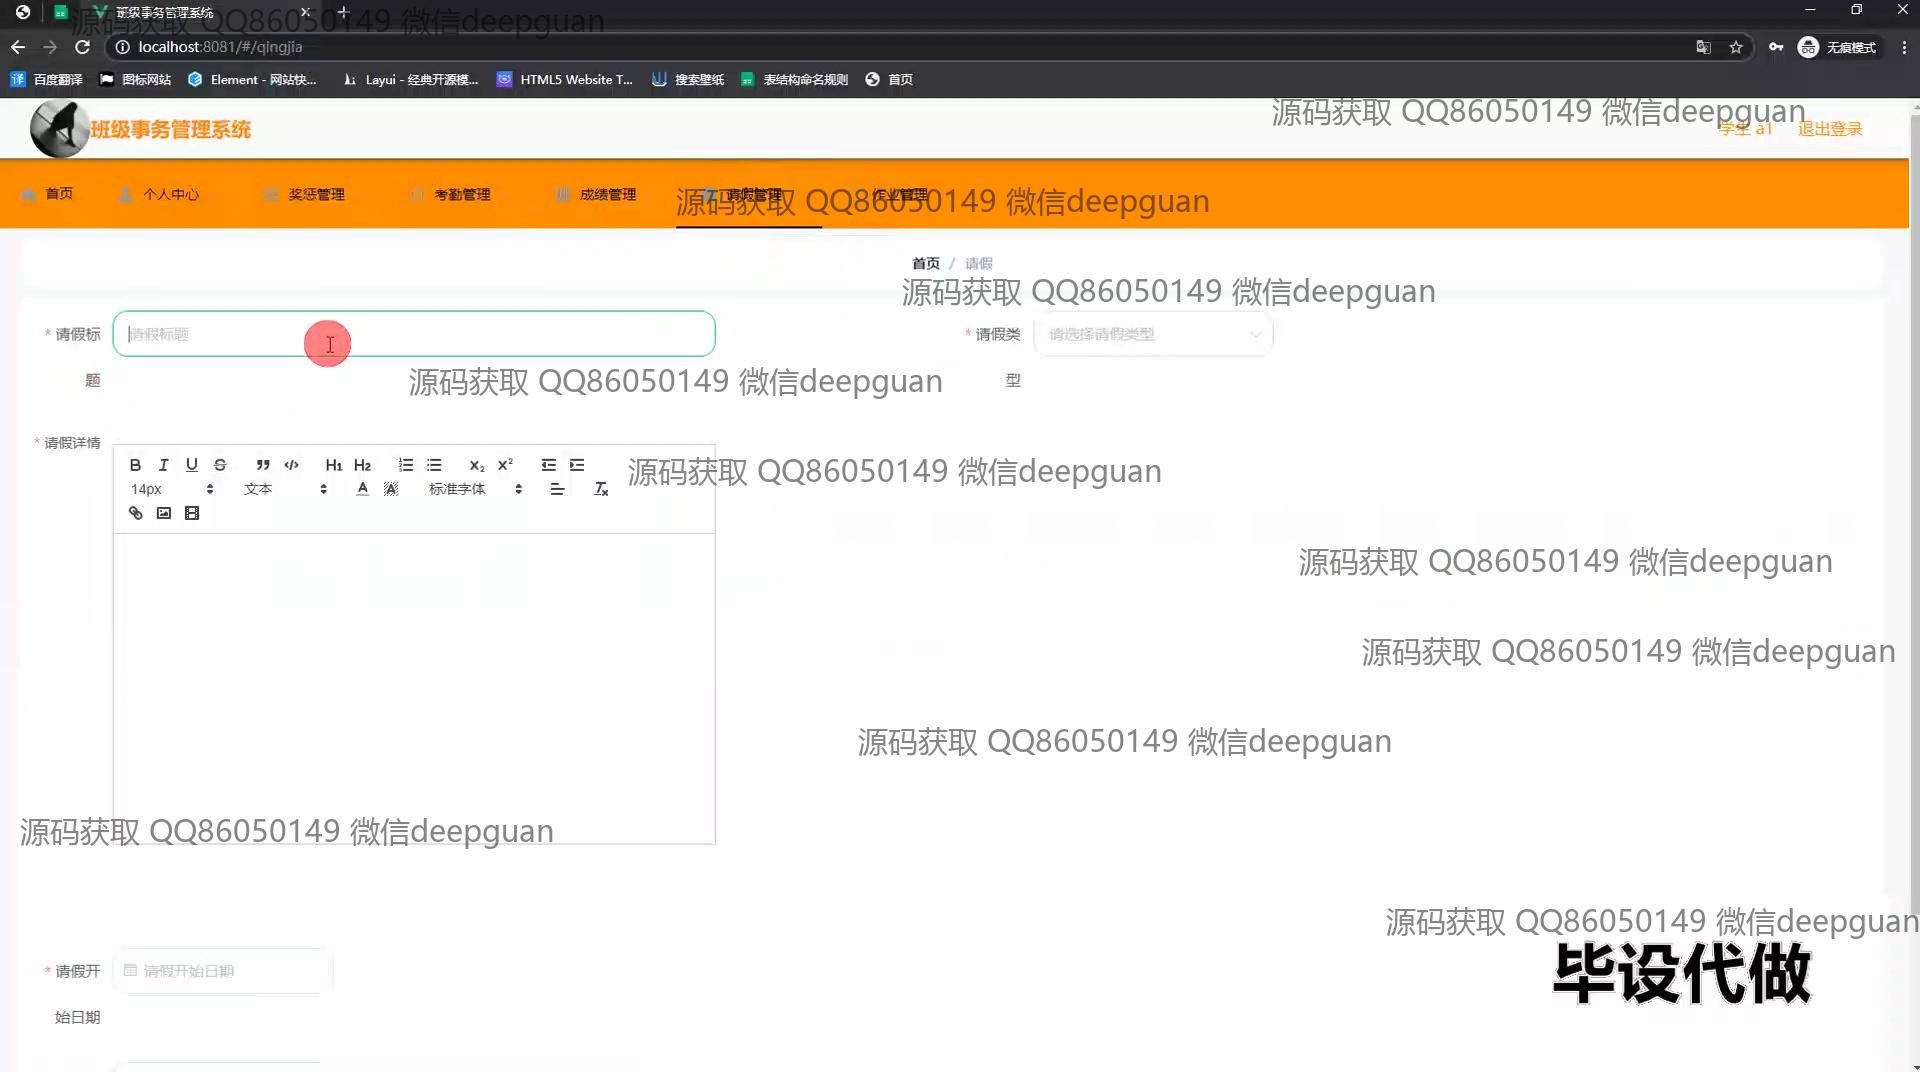 班级事务管理系统
源码获取 QQ86050149 微信deepguan
localhost:8081/#/qingjia
无痕模式
百度翻译 图标网站 Element - 网站快... Layui - 经典开源模... HTML5 Website T... 搜索壁纸 表结构命名规则 首页
源码获取 QQ86050149 微信deepguan
班级事务管理系统
学生 a1 退出登录
首页 个人中心 奖惩管理 考勤管理 成绩管理 请假管理 作业管理
源码获取 QQ86050149 微信deepguan
首页 / 请假
源码获取 QQ86050149 微信deepguan
* 请假标题
请假标题
* 请假类型
请选择请假类型
源码获取 QQ86050149 微信deepguan
* 请假详情
B I U S H1 H2 X2 X2
源码获取 QQ86050149 微信deepguan
14px 文本 A A 标准字体 Tx
源码获取 QQ86050149 微信deepguan
源码获取 QQ86050149 微信deepguan
源码获取 QQ86050149 微信deepguan
源码获取 QQ86050149 微信deepguan
源码获取 QQ86050149 微信deepguan
毕设代做
* 请假开始日期
请假开始日期